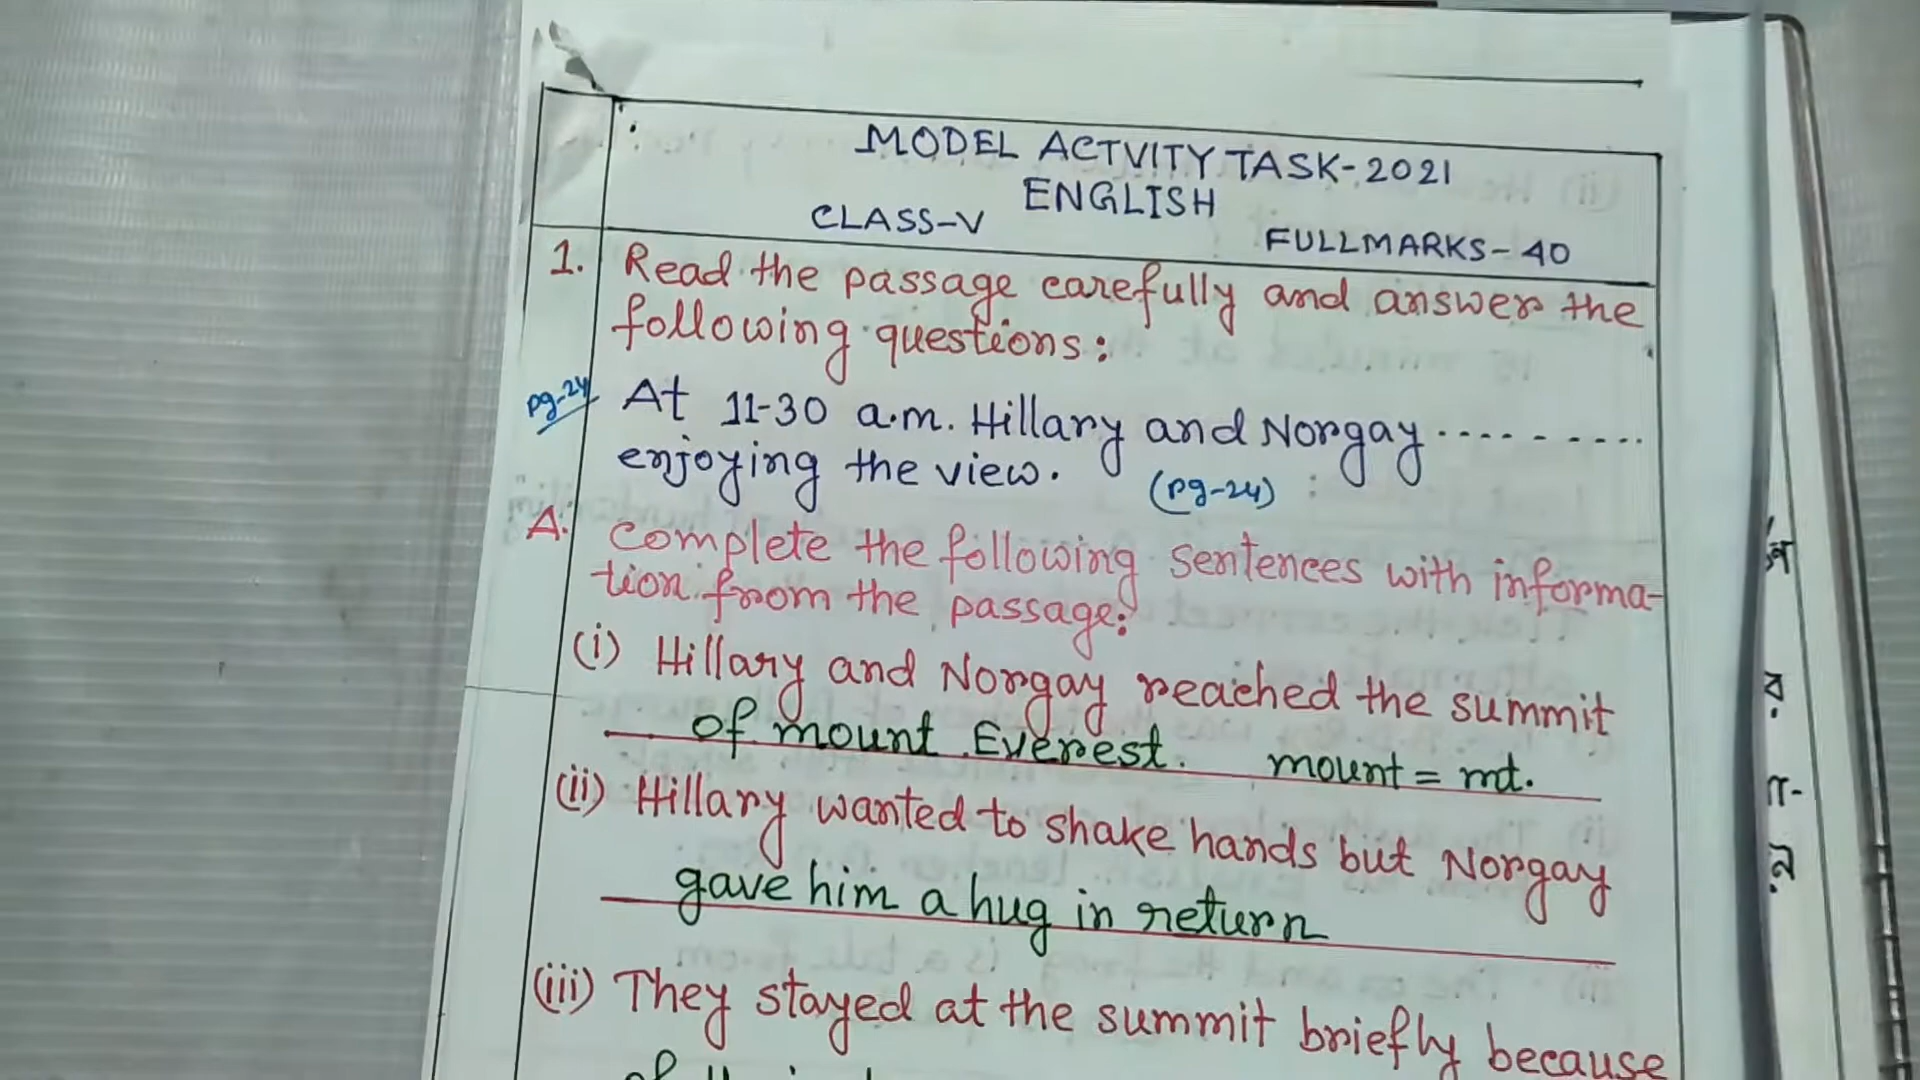 MODEL ACTVITY TASK-2021
ENGLISH
CLASS-V
FULLMARKS-40
1. Read the passage carefully and answer the
following questions:
pg-24 At 11-30 a.m. Hillary and Norgay ..........
enjoying the view. (pg-24)
A. Complete the following sentences with informa-
tion from the passage:
(i) Hillary and Norgay reached the summit
of mount Everest. mount = mt.
(ii) Hillary wanted to shake hands but Norgay
gave him a hug in return
(iii) They stayed at the summit briefly because